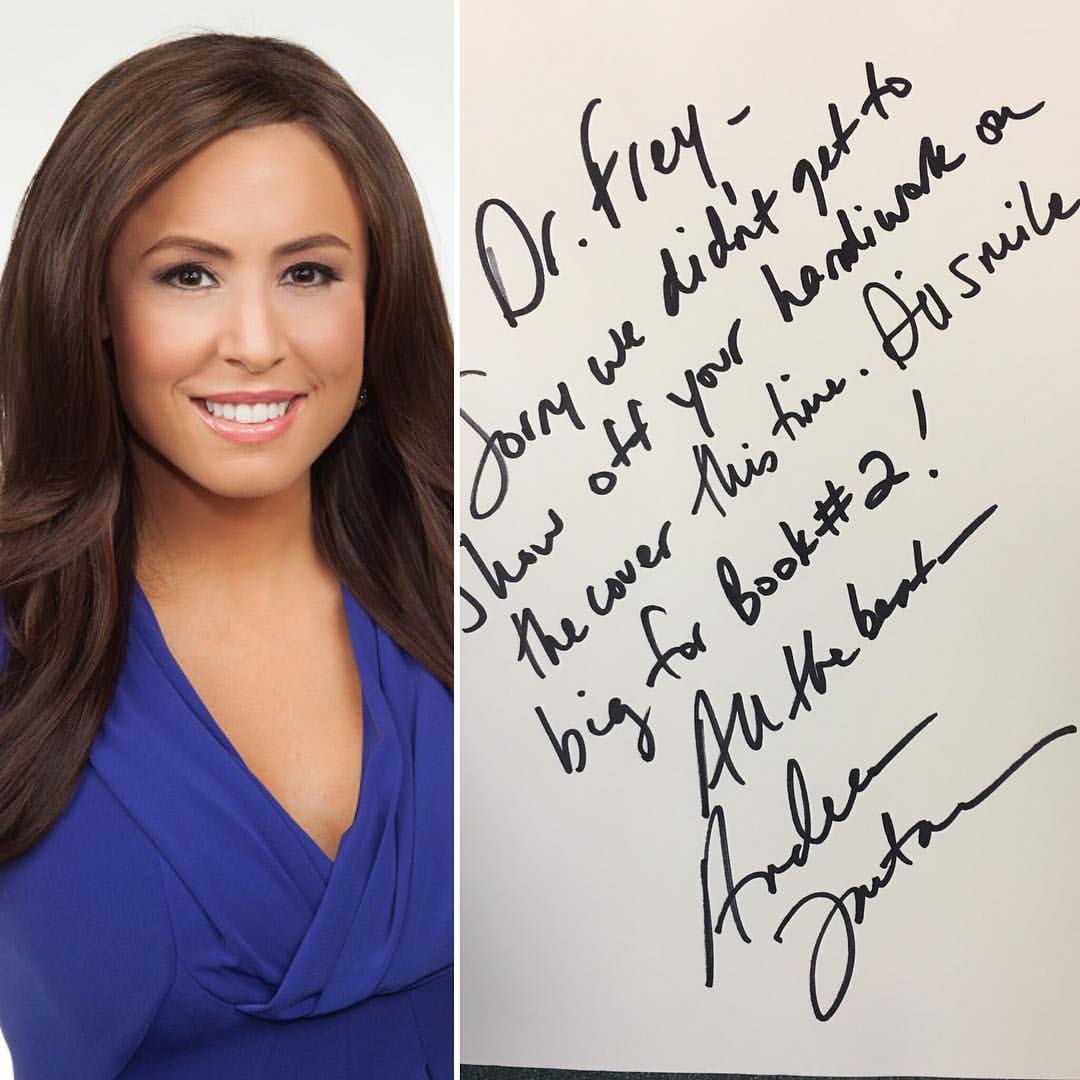 Dr. Frey -
Sorry we didn't get to
show off your handiwork on
the cover this time. I'll smile
big for Book #2!
All the best -
Andrea